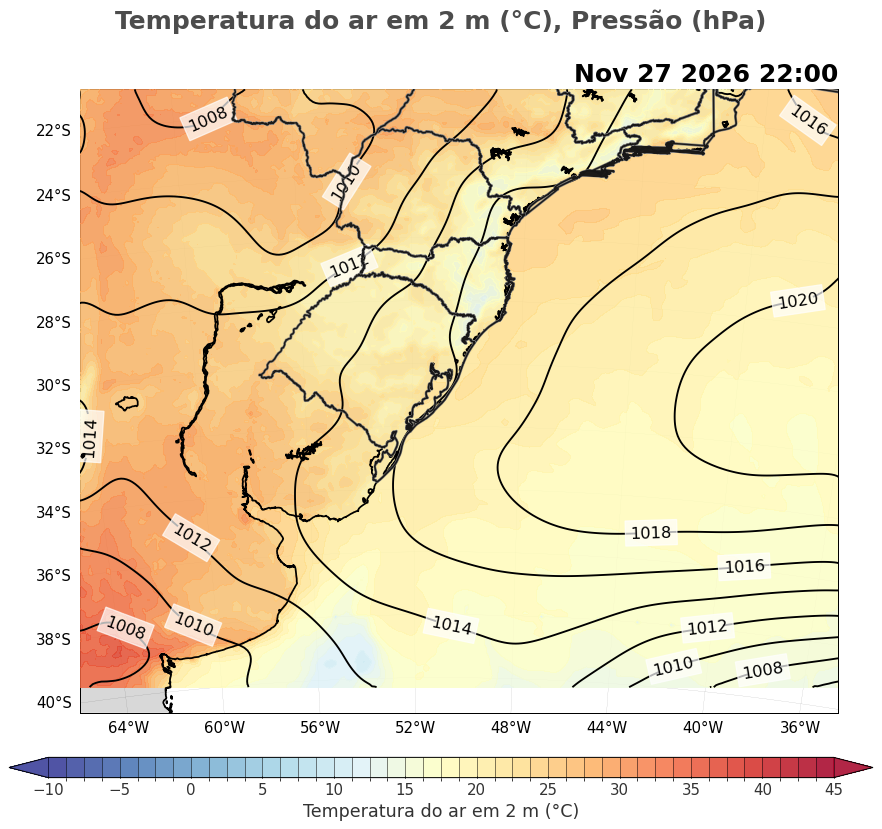 Temperatura do ar em 2 m (°C), Pressão (hPa)
Nov 27 2026 22:00
1008
1016
22°S
1010
24°S
1012
26°S
1020
28°S
30°S
1014
32°S
34°S
1012
1018
1016
36°S
1008
1010
1014
1012
38°S
1010
1008
40°S
64°W 60°W 56°W 52°W 48°W 44°W 40°W 36°W
−10 −5 0 5 10 15 20 25 30 35 40 45
Temperatura do ar em 2 m (°C)